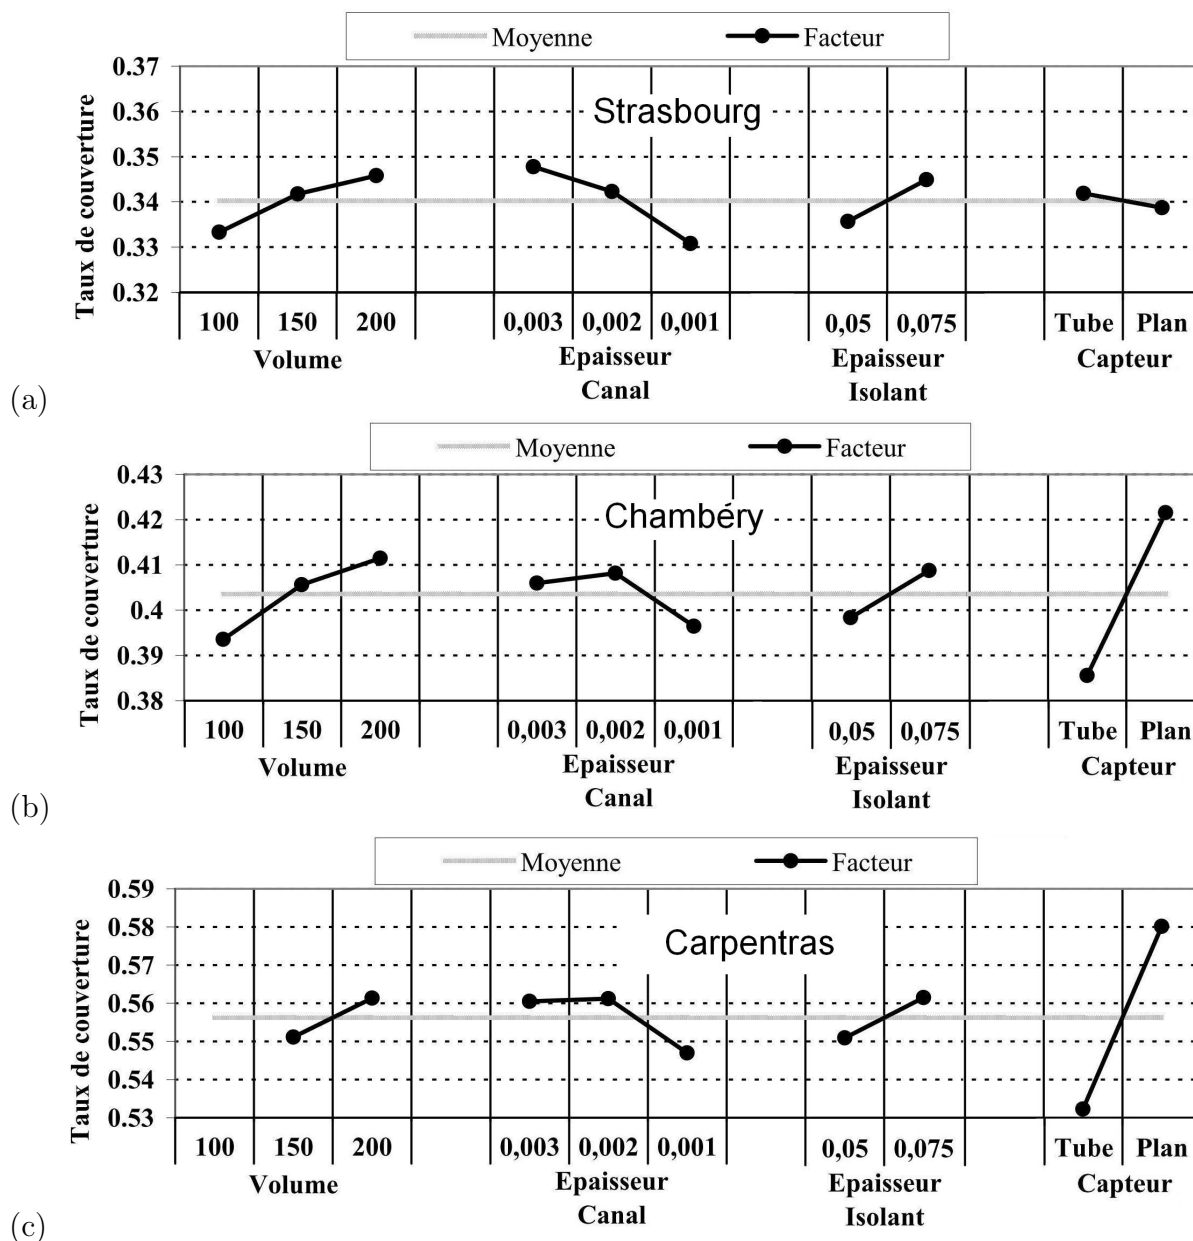 Moyenne Facteur
Taux de couverture
0.37
0.36
0.35
0.34
0.33
0.32
Strasbourg
100 150 200 0,003 0,002 0,001 0,05 0,075 Tube Plan
Volume Epaisseur Epaisseur Capteur
Canal Isolant
(a)
Moyenne Facteur
Taux de couverture
0.43
0.42
0.41
0.4
0.39
0.38
Chambéry
100 150 200 0,003 0,002 0,001 0,05 0,075 Tube Plan
Volume Epaisseur Epaisseur Capteur
Canal Isolant
(b)
Moyenne Facteur
Taux de couverture
0.59
0.58
0.57
0.56
0.55
0.54
0.53
Carpentras
100 150 200 0,003 0,002 0,001 0,05 0,075 Tube Plan
Volume Epaisseur Epaisseur Capteur
Canal Isolant
(c)